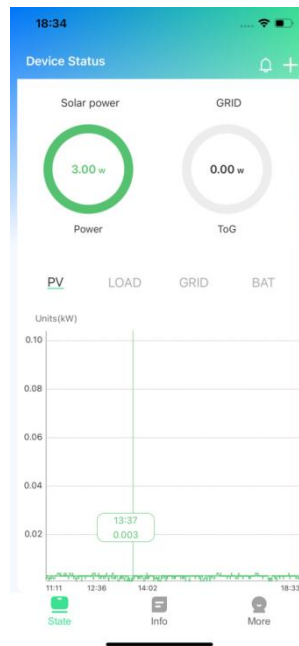 18:34
Device Status
Solar power GRID
3.00 w 0.00 w
Power ToG
PV LOAD GRID BAT
Units(kW)
0.10
0.08
0.06
0.04
13:37
0.003
0.02
11:11 12:36 14:02 18:33
State Info More